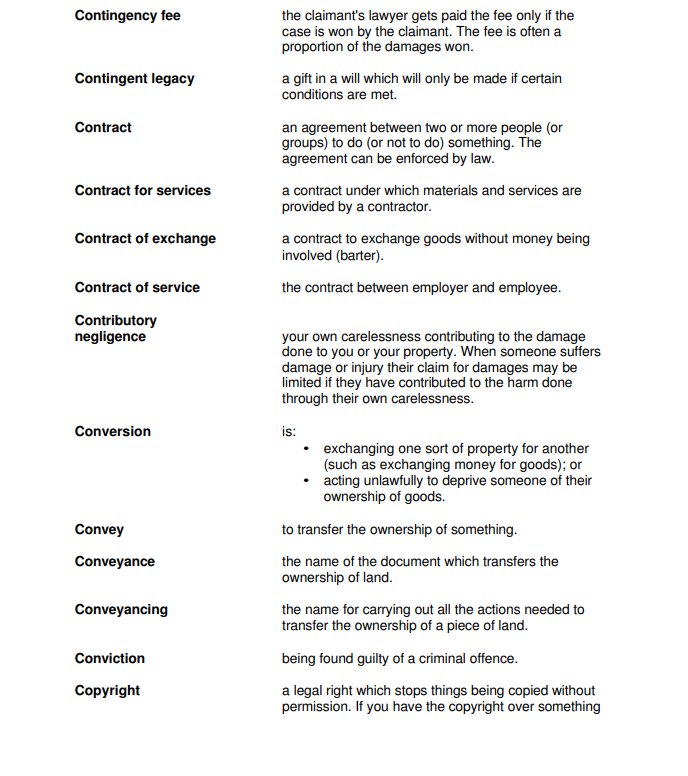 Contingency fee the claimant's lawyer gets paid the fee only if the
case is won by the claimant. The fee is often a
proportion of the damages won.
Contingent legacy a gift in a will which will only be made if certain
conditions are met.
Contract an agreement between two or more people (or
groups) to do (or not to do) something. The
agreement can be enforced by law.
Contract for services a contract under which materials and services are
provided by a contractor.
Contract of exchange a contract to exchange goods without money being
involved (barter).
Contract of service the contract between employer and employee.
Contributory
negligence your own carelessness contributing to the damage
done to you or your property. When someone suffers
damage or injury their claim for damages may be
limited if they have contributed to the harm done
through their own carelessness.
Conversion is:
• exchanging one sort of property for another
(such as exchanging money for goods); or
• acting unlawfully to deprive someone of their
ownership of goods.
Convey to transfer the ownership of something.
Conveyance the name of the document which transfers the
ownership of land.
Conveyancing the name for carrying out all the actions needed to
transfer the ownership of a piece of land.
Conviction being found guilty of a criminal offence.
Copyright a legal right which stops things being copied without
permission. If you have the copyright over something